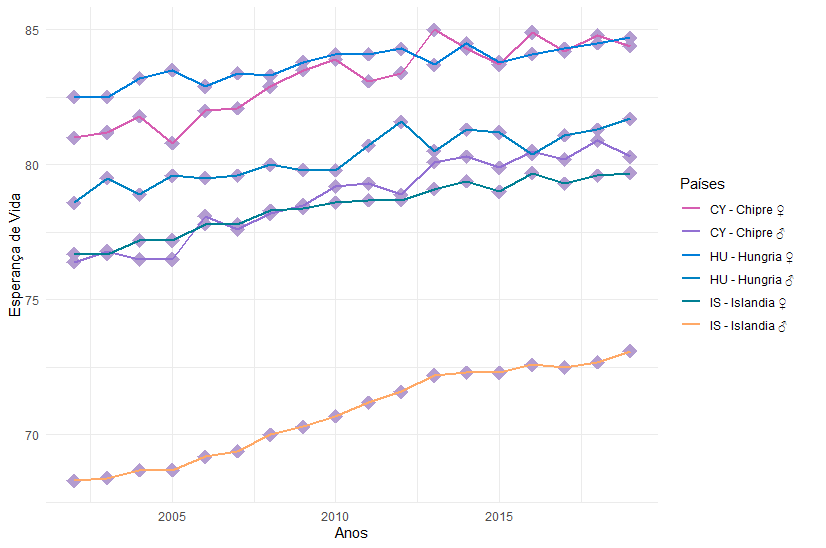 85
80
75
70
Esperança de Vida
2005
2010
2015
Anos
Países
CY - Chipre ♀
CY - Chipre ♂
HU - Hungria ♀
HU - Hungria ♂
IS - Islandia ♀
IS - Islandia ♂